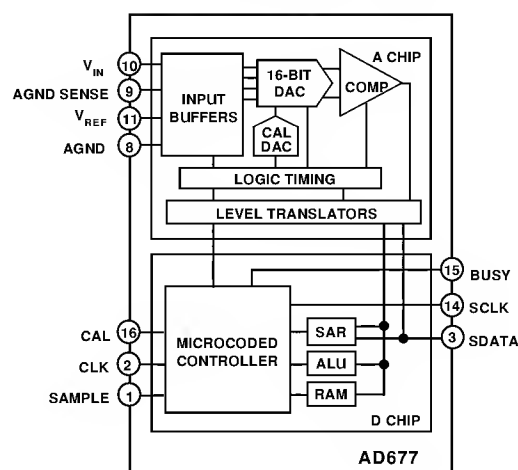 A CHIP
10 V_IN
9 AGND SENSE
11 V_REF
8 AGND
INPUT
BUFFERS
16-BIT
DAC
COMP
CAL
DAC
LOGIC TIMING
LEVEL TRANSLATORS
15 BUSY
14 SCLK
3 SDATA
CAL 16
CLK 2
SAMPLE 1
MICROCODED
CONTROLLER
SAR
ALU
RAM
D CHIP
AD677